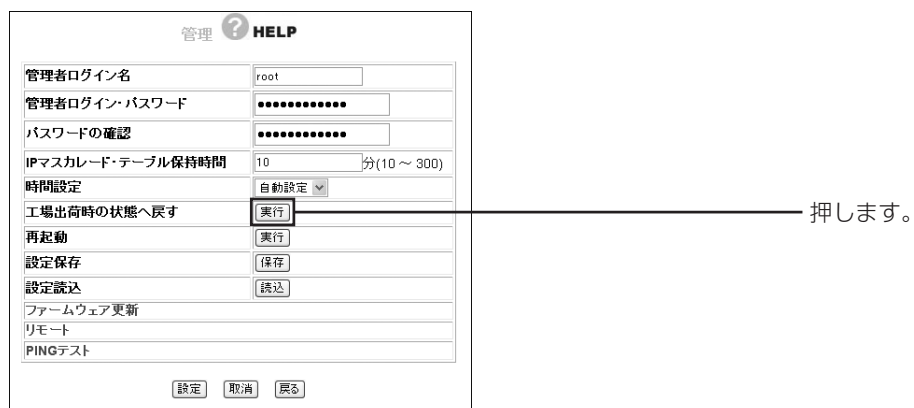 管理 ? HELP
管理者ログイン名 root
管理者ログイン・パスワード ●●●●●●●●●●●●
パスワードの確認 ●●●●●●●●●●●●
IPマスカレード・テーブル保持時間 10 分(10 ～ 300)
時間設定 自動設定
工場出荷時の状態へ戻す 実行 押します。
再起動 実行
設定保存 保存
設定読込 読込
ファームウェア更新
リモート
PINGテスト
設定 取消 戻る